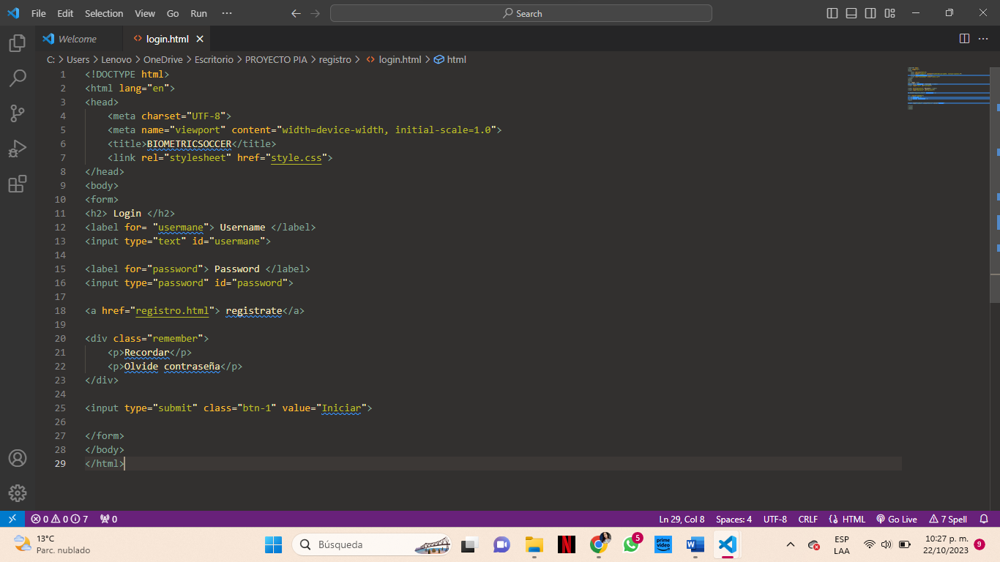 File Edit Selection View Go Run ··· Search
Welcome login.html
C: > Users > Lenovo > OneDrive > Escritorio > PROYECTO PIA > registro > login.html > html
1 <!DOCTYPE html>
2 <html lang="en">
3 <head>
4 <meta charset="UTF-8">
5 <meta name="viewport" content="width=device-width, initial-scale=1.0">
6 <title>BIOMETRICSOCCER</title>
7 <link rel="stylesheet" href="style.css">
8 </head>
9 <body>
10 <form>
11 <h2> Login </h2>
12 <label for= "usermane"> Username </label>
13 <input type="text" id="usermane">
14
15 <label for="password"> Password </label>
16 <input type="password" id="password">
17
18 <a href="registro.html"> registrate</a>
19
20 <div class="remember">
21 <p>Recordar</p>
22 <p>Olvide contraseña</p>
23 </div>
24
25 <input type="submit" class="btn-1" value="Iniciar">
26
27 </form>
28 </body>
29 </html>
0 0 7 0 Ln 29, Col 8 Spaces: 4 UTF-8 CRLF HTML Go Live 7 Spell
13°C
Parc. nublado
Búsqueda
prime video
5
ESP
LAA
10:27 p. m.
22/10/2023
9